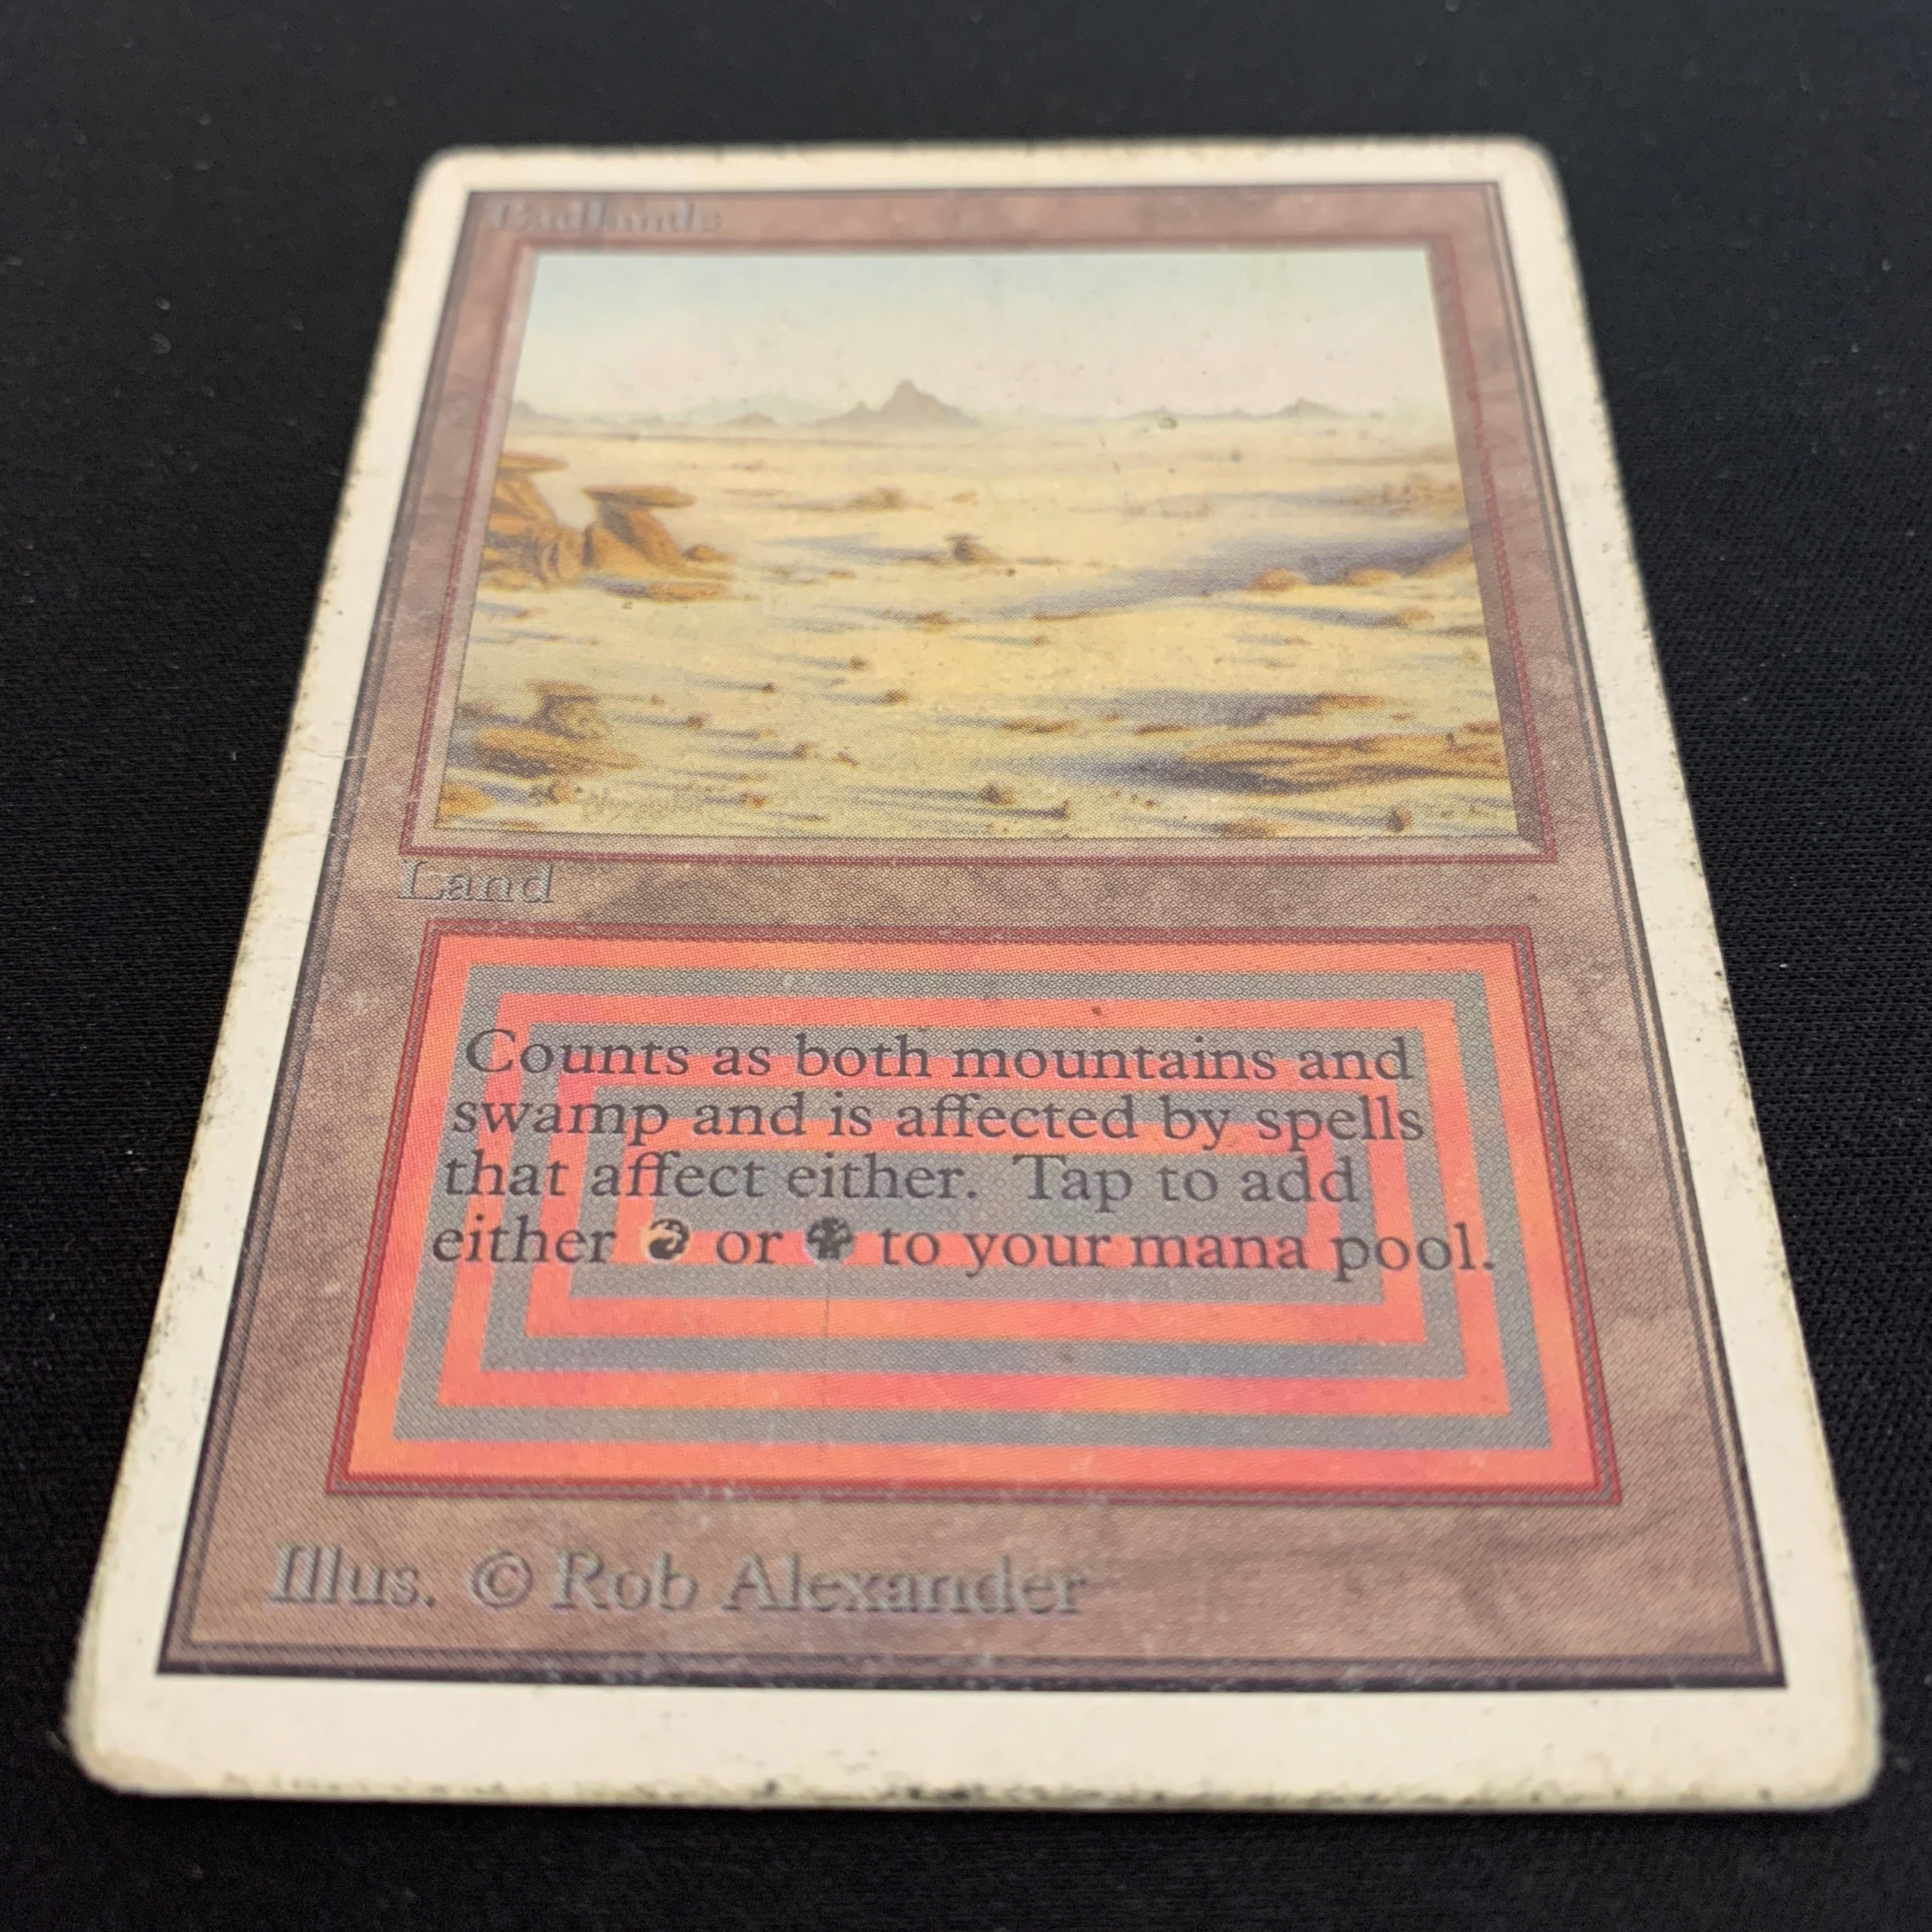 Badlands
Land
Counts as both mountains and
swamp and is affected by spells
that affect either. Tap to add
either or to your mana pool.
Illus. © Rob Alexander